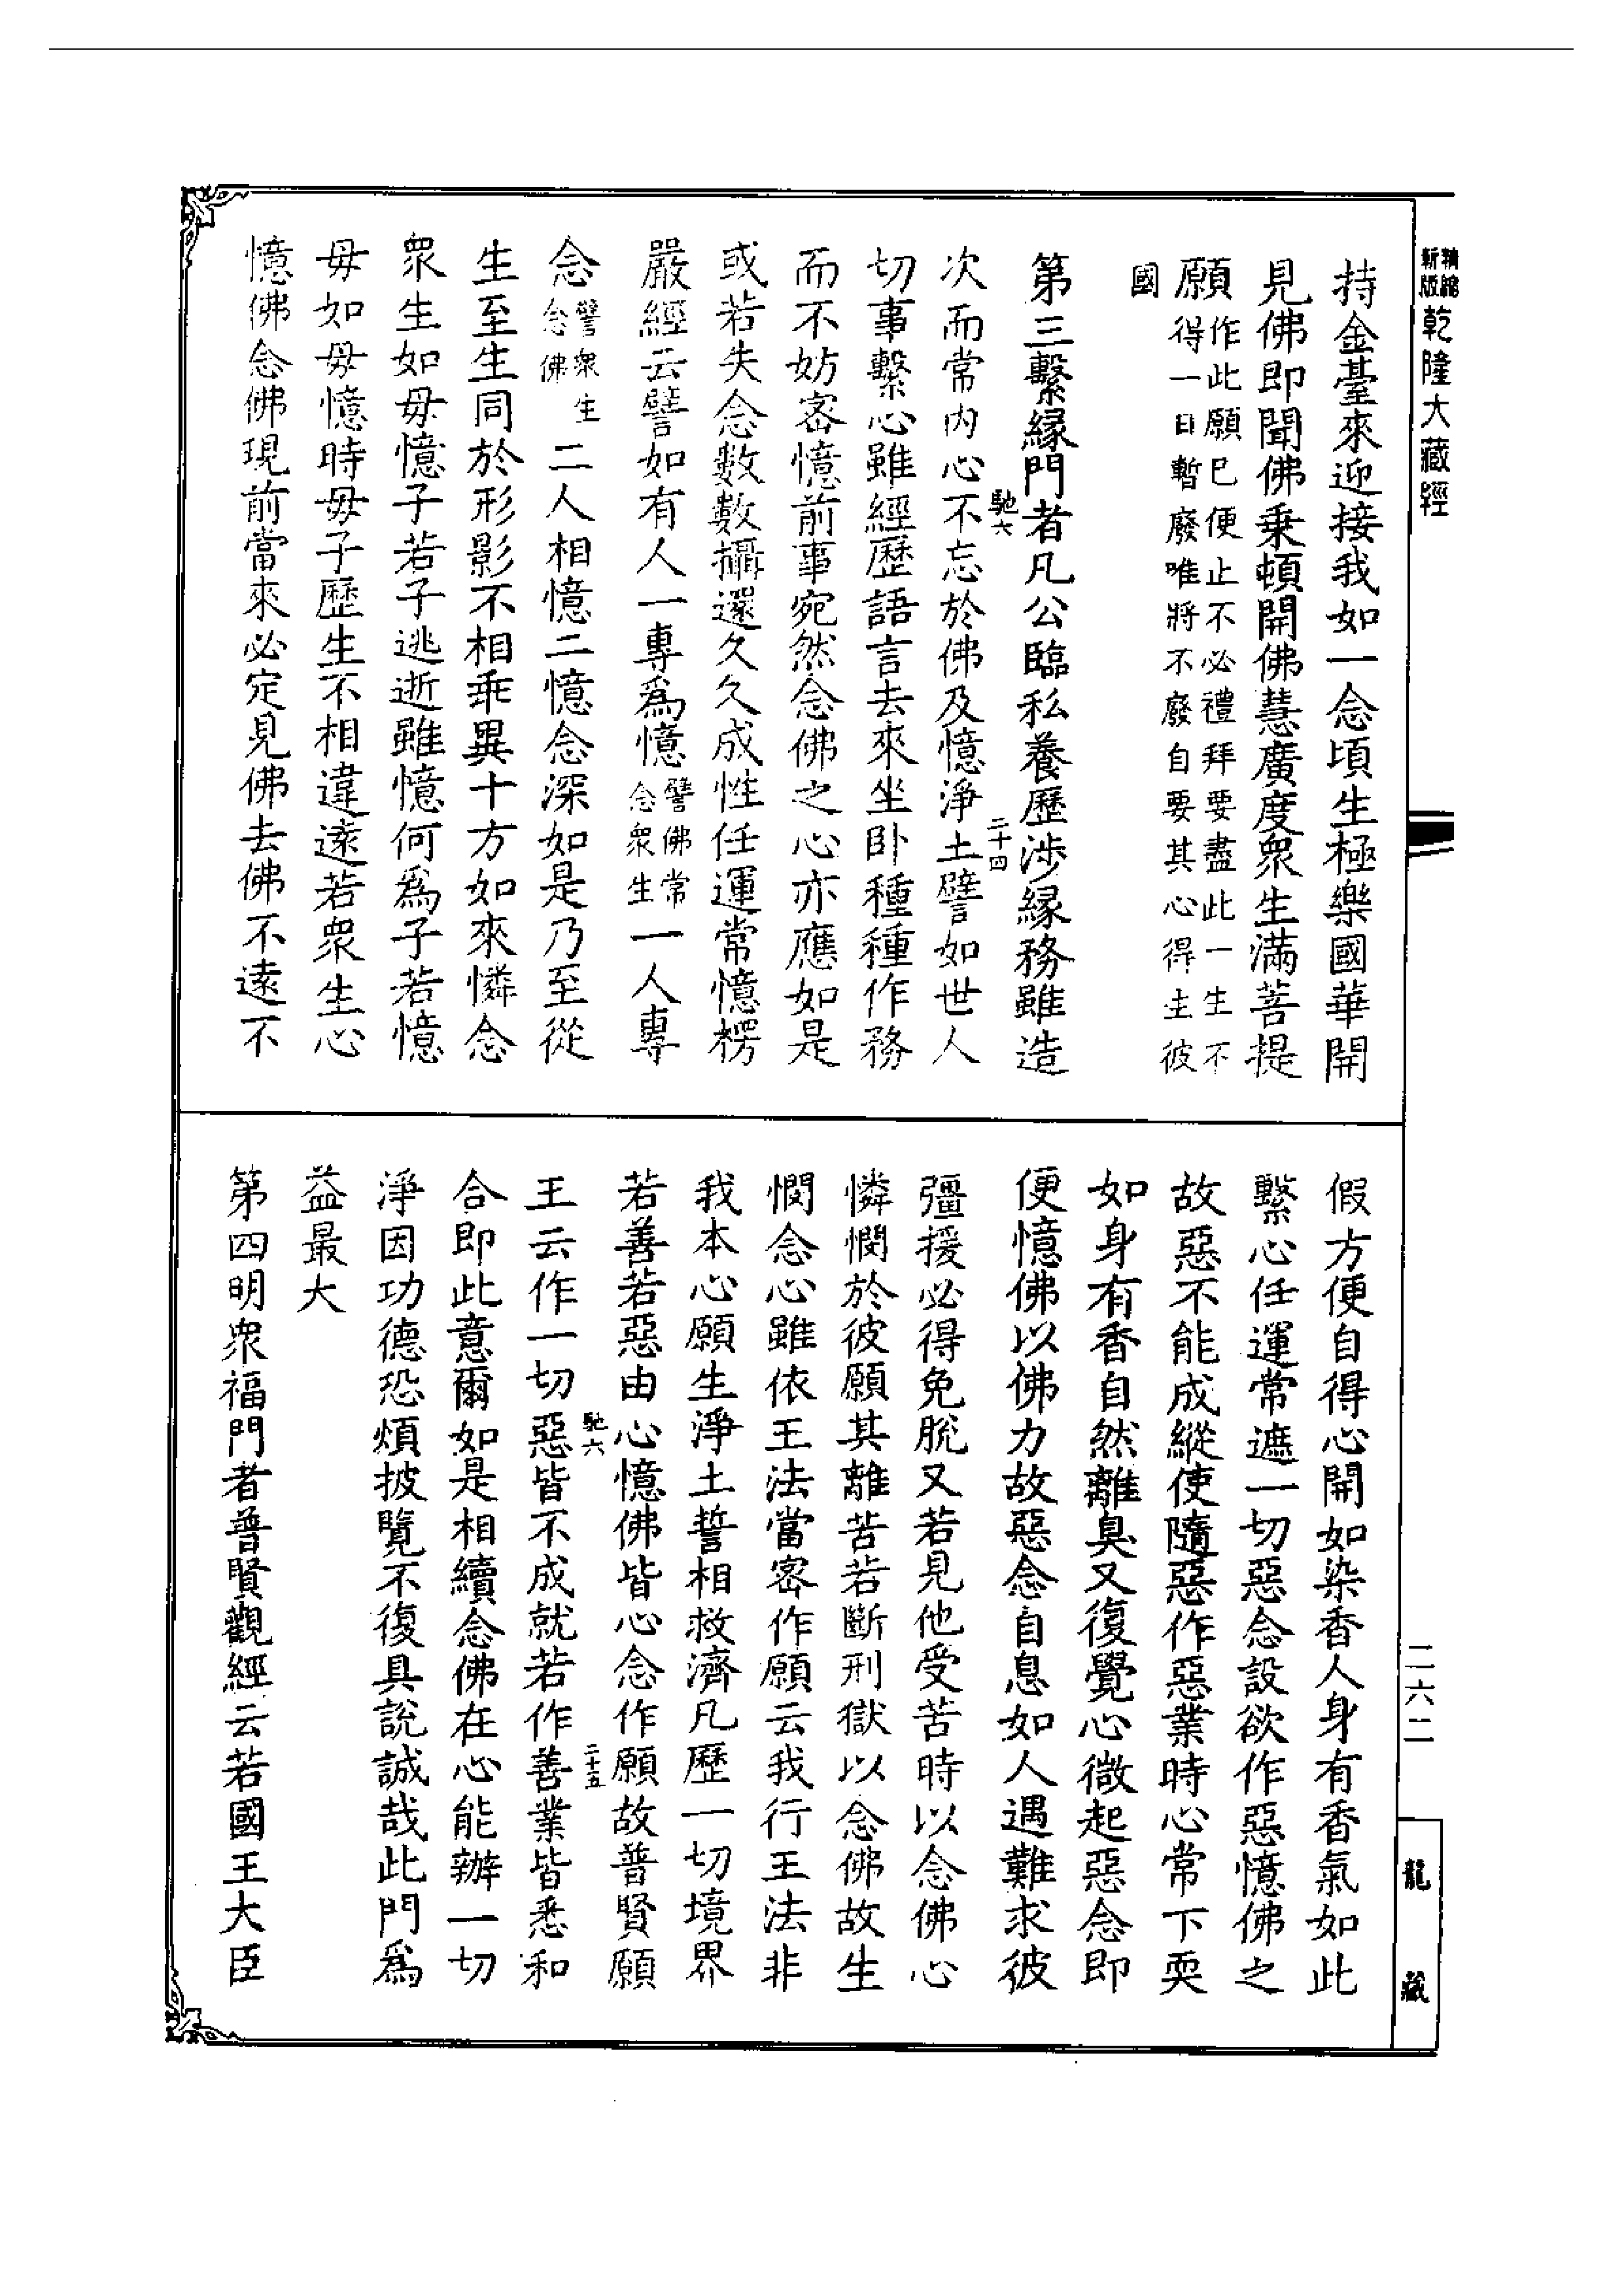 精縮
新版
乾隆大藏經
持金臺來迎接我如一念頃生極樂國華開
見佛即聞佛乗頓開佛慧廣度衆生滿菩提
願
作此願巳便止不必禮拜要盡此一生不
得一日暫廢唯將不廢自要其心得生彼
國
第三繫縁門者凡公臨私養歷涉縁務雖造
馳六
二十四
次而常內心不忘於佛及憶淨土譬如世人
切事繫心雖經歷語言去來坐卧種種作務
而不妨宻憶前事宛然念佛之心亦應如是
或若失念數數攝還久久成性任運常憶楞
嚴經云譬如有人一專爲憶
譬佛常
念衆生
一人專
念
譬衆生
念佛
二人相憶二憶念深如是乃至從
生至生同於形影不相乖異十方如來憐念
衆生如毋憶子若子逃逝雖憶何爲子若憶
毋如毋憶時毋子歷生不相違逺若衆生心
憶佛念佛現前當來必定見佛去佛不逺不
假方便自得心開如染香人身有香氣如此
繫心任運常遮一切惡念設欲作惡憶佛之
故惡不能成縱使隨惡作惡業時心常下耎
如身有香自然離臭又復覺心微起惡念即
便憶佛以佛力故惡念自息如人遇難求彼
彊援必得免脫又若見他受苦時以念佛心
憐憫於彼願其離苦若斷刑獄以念佛故生
憫念心雖依王法當宻作願云我行王法非
我本心願生淨土誓相救濟凡歷一切境界
若善若惡由心憶佛皆心念作願故普賢願
馳六
二十五
王云作一切惡皆不成就若作善業皆悉和
合即此意爾如是相續念佛在心能辦一切
淨因功德恐煩披覽不復具說誠哉此門爲
益最大
第四明衆福門者普賢觀經云若國王大臣
二六二
龍藏